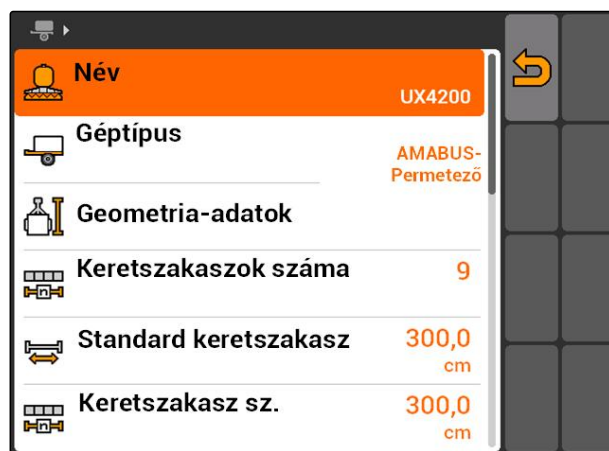 Név
UX4200
Géptípus
AMABUS-
Permetező
Geometria-adatok
Keretszakaszok száma
9
Standard keretszakasz
300,0
cm
Keretszakasz sz.
300,0
cm